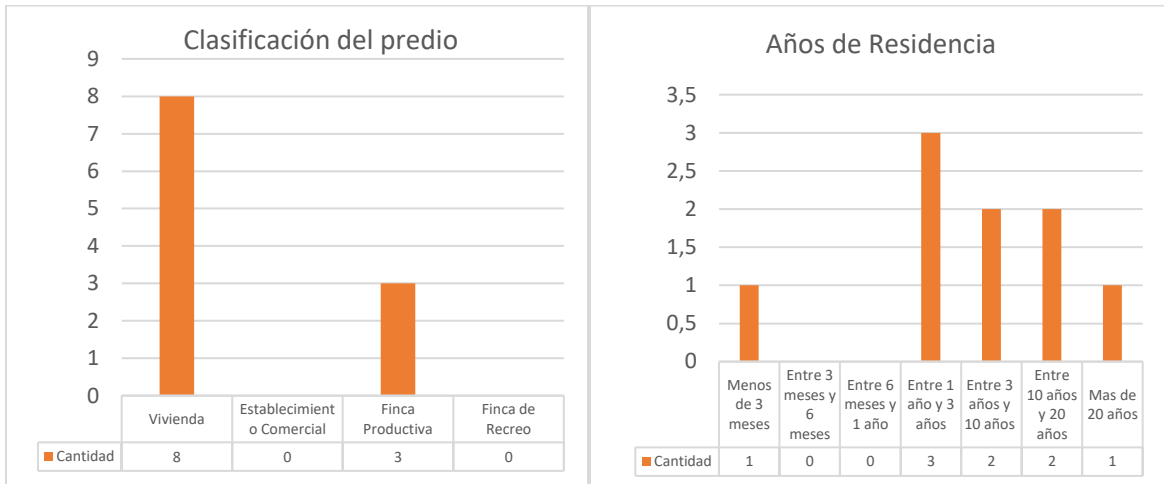 Clasificación del predio
9
8
7
6
5
4
3
2
1
0
Vivienda
Establecimient
o Comercial
Finca
Productiva
Finca de
Recreo
Cantidad 8 0 3 0
Años de Residencia
3,5
3
2,5
2
1,5
1
0,5
0
Menos
de 3
meses
Entre 3
meses y
6
meses
Entre 6
meses y
1 año
Entre 1
año y 3
años
Entre 3
años y
10 años
Entre
10 años
y 20
años
Mas de
20 años
Cantidad 1 0 0 3 2 2 1